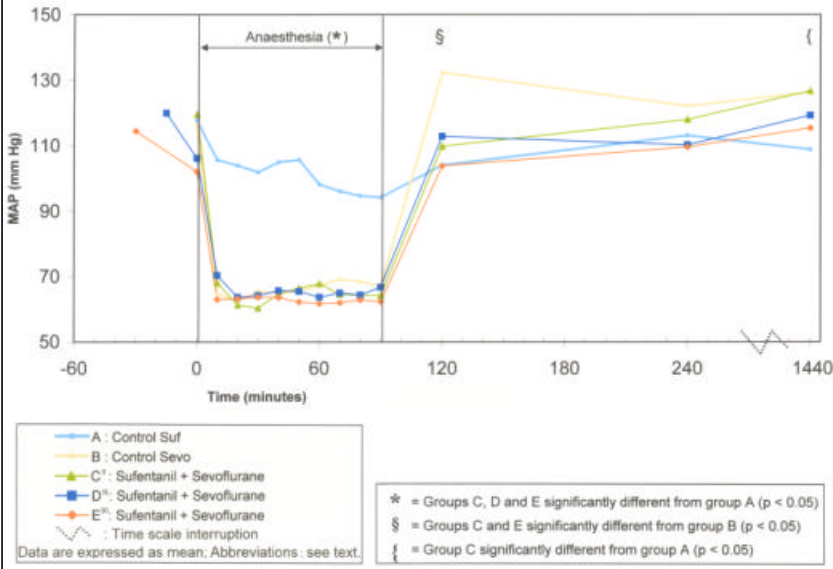 150
130
110
90
70
50
MAP (mm Hg)
Anaesthesia (*)
§
{
-60 0 60 120 180 240 1440
Time (minutes)
A : Control Suf
B : Control Sevo
: Sufentanil + Sevoflurane
: Sufentanil + Sevoflurane
: Sufentanil + Sevoflurane
: Time scale interruption
Data are expressed as mean; Abbreviations : see text.
* = Groups C, D and E significantly different from group A (p < 0.05)
§ = Groups C and E significantly different from group B (p < 0.05)
{ = Group C significantly different from group A (p < 0.05)